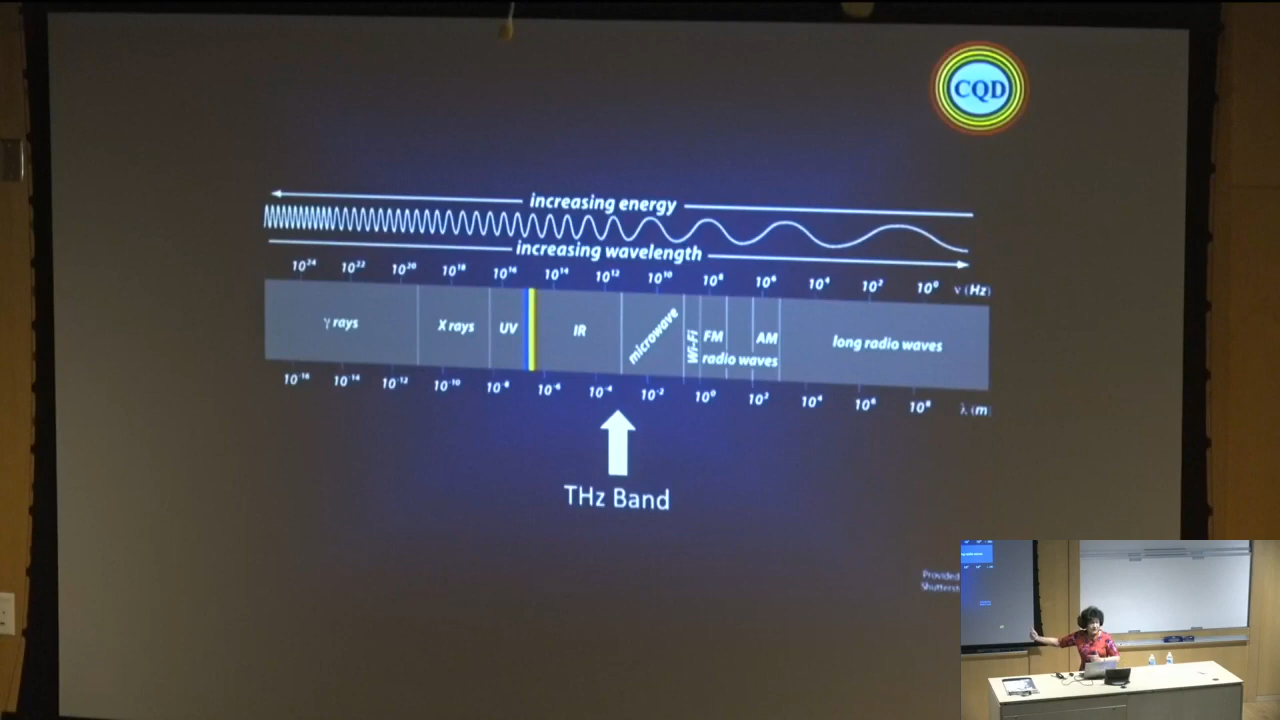 CQD
increasing energy
increasing wavelength
10²⁴ 10²² 10²⁰ 10¹⁸ 10¹⁶ 10¹⁴ 10¹² 10¹⁰ 10⁸ 10⁶ 10⁴ 10² 10⁰ ν (Hz)
γ rays X rays UV IR microwave Wi-Fi FM AM long radio waves
radio waves
10⁻¹⁶ 10⁻¹⁴ 10⁻¹² 10⁻¹⁰ 10⁻⁸ 10⁻⁶ 10⁻⁴ 10⁻² 10⁰ 10² 10⁴ 10⁶ 10⁸ λ (m)
THz Band
Provided
Shutterst